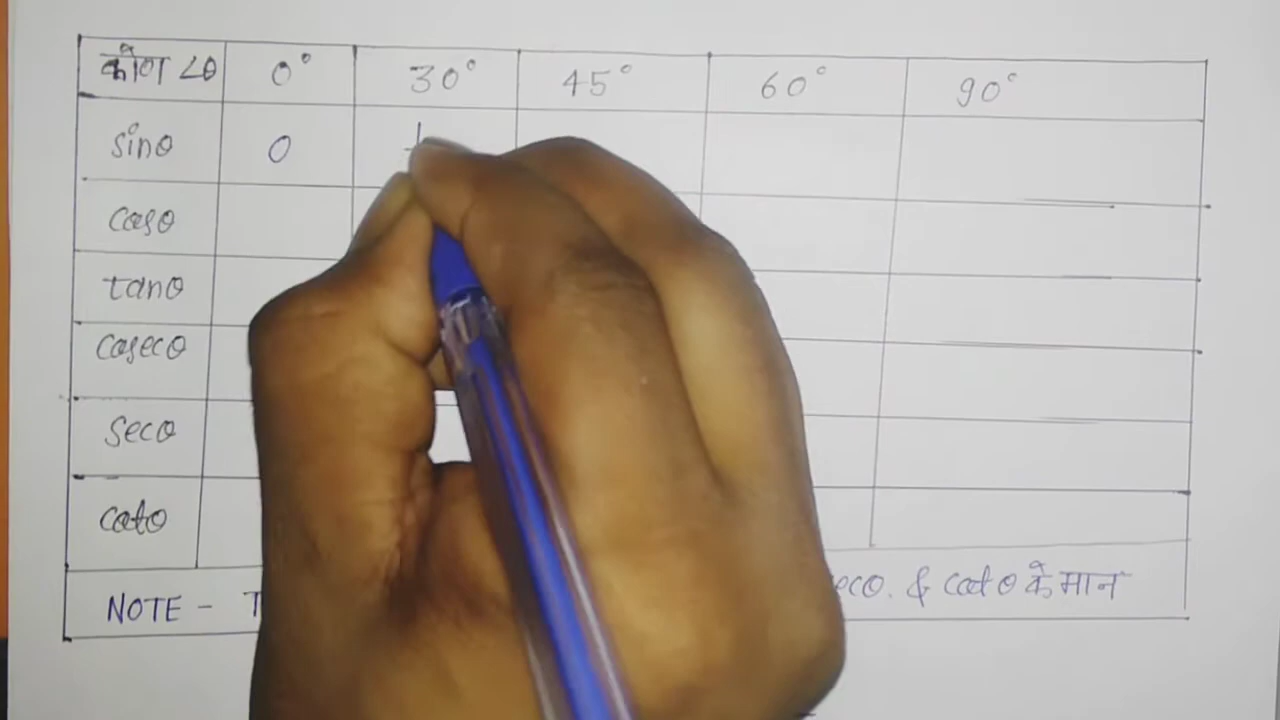 कोण ∠θ 0° 30° 45° 60° 90°
sinθ 0
cosθ
tanθ
cosecθ
secθ
cotθ
NOTE - ecθ. & cotθ के मान